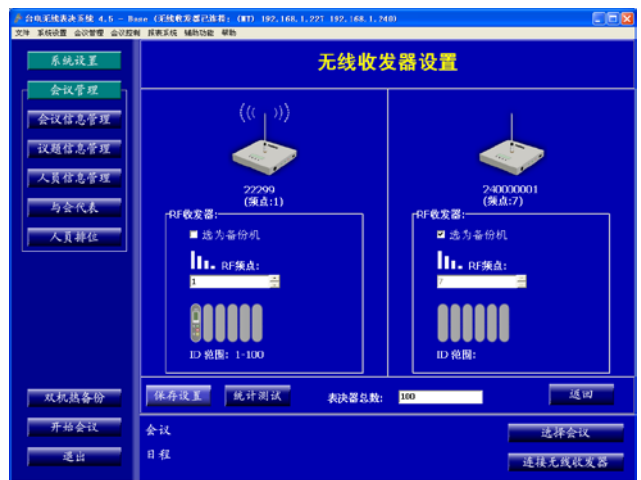 台电无线表决系统 4.5 - Base (无线收发器已连接: (MT) 192.168.1.227 192.168.1.240)
文件 系统设置 会议管理 会议控制 报表系统 辅助功能 帮助
系统设置
会议管理
会议信息管理
议题信息管理
人员信息管理
与会代表
人员排位
双机热备份
开始会议
退出
无线收发器设置
22299
(频点:1)
RF收发器:
选为备份机
RF频点:
1
ID 范围: 1-100
240000001
(频点:7)
RF收发器:
选为备份机
RF频点:
7
ID 范围:
保存设置 统计测试 表决器总数: 100 返回
会议
日程
选择会议
连接无线收发器